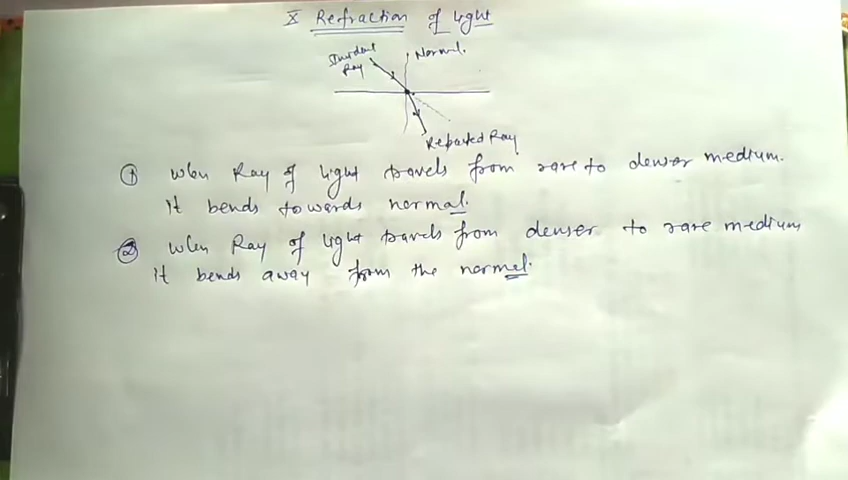 X Refraction of light
Incident
Ray
Normal.
Refracted Ray
① when Ray of light travels from rare to denser medium.
it bends towards normal.
② when Ray of light travels from denser to rare medium
it bends away from the normal.